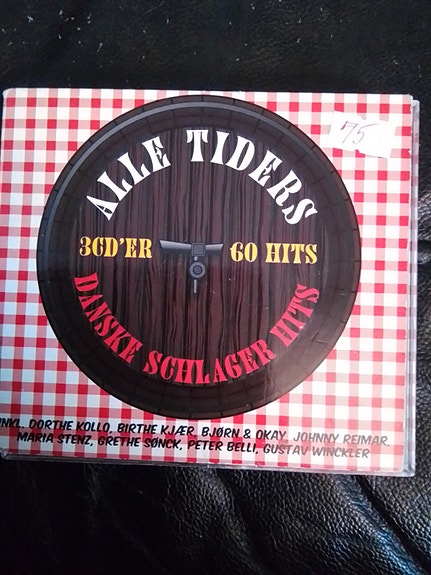 75
ALLE TIDERS
3CD'ER 60 HITS
DANSKE SCHLAGER HITS
INKL. DORTHE KOLLO, BIRTHE KJÆR, BJØRN & OKAY, JOHNNY REIMAR,
MARIA STENZ, GRETHE SØNCK, PETER BELLI, GUSTAV WINCKLER